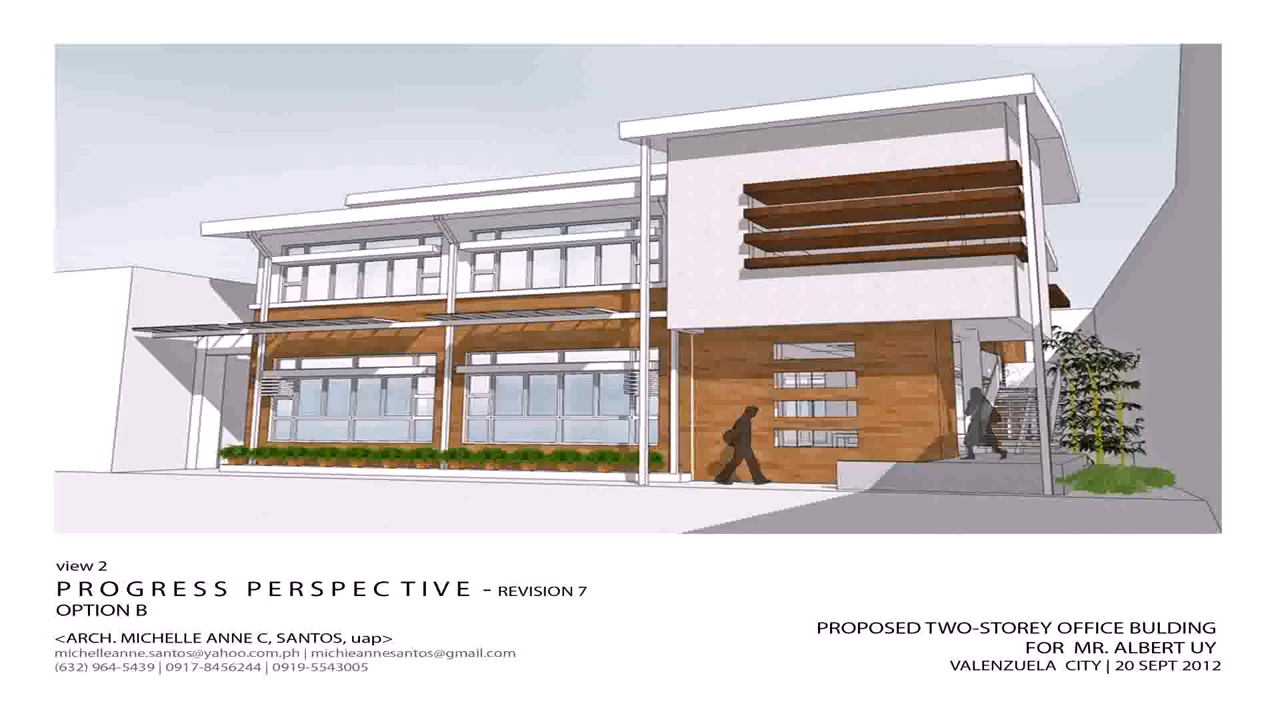 view 2
PROGRESS PERSPECTIVE - REVISION 7
OPTION B
<ARCH. MICHELLE ANNE C, SANTOS, uap>
michelleanne.santos@yahoo.com.ph | michieannesantos@gmail.com
(632) 964-5439 | 0917-8456244 | 0919-5543005
PROPOSED TWO-STOREY OFFICE BULDING
FOR MR. ALBERT UY
VALENZUELA CITY | 20 SEPT 2012